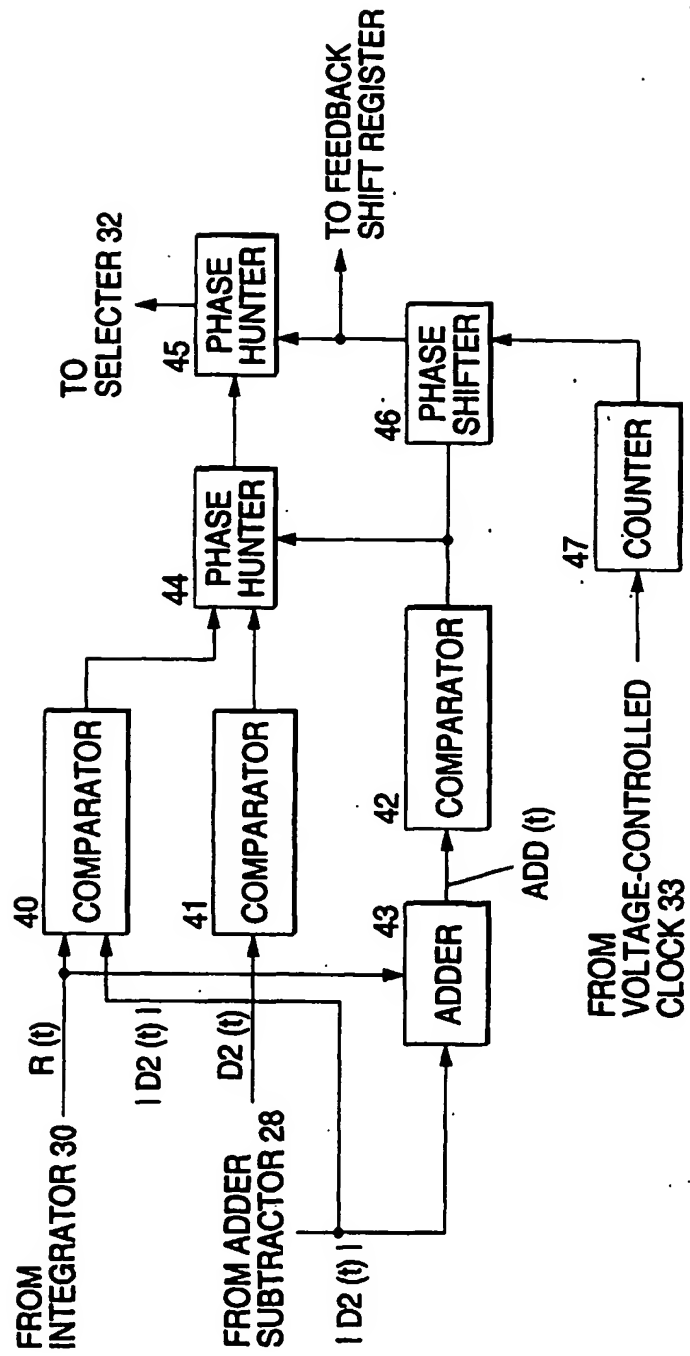 FROM
INTEGRATOR 30
R (t)
| D2 (t) |
40
COMPARATOR
FROM ADDER
SUBTRACTOR 28
D2 (t)
| D2 (t) |
41
COMPARATOR
43
ADDER
ADD (t)
42
COMPARATOR
44
PHASE
HUNTER
45
PHASE
HUNTER
TO
SELECTER 32
TO FEEDBACK
SHIFT REGISTER
46
PHASE
SHIFTER
47
COUNTER
FROM
VOLTAGE-CONTROLLED
CLOCK 33